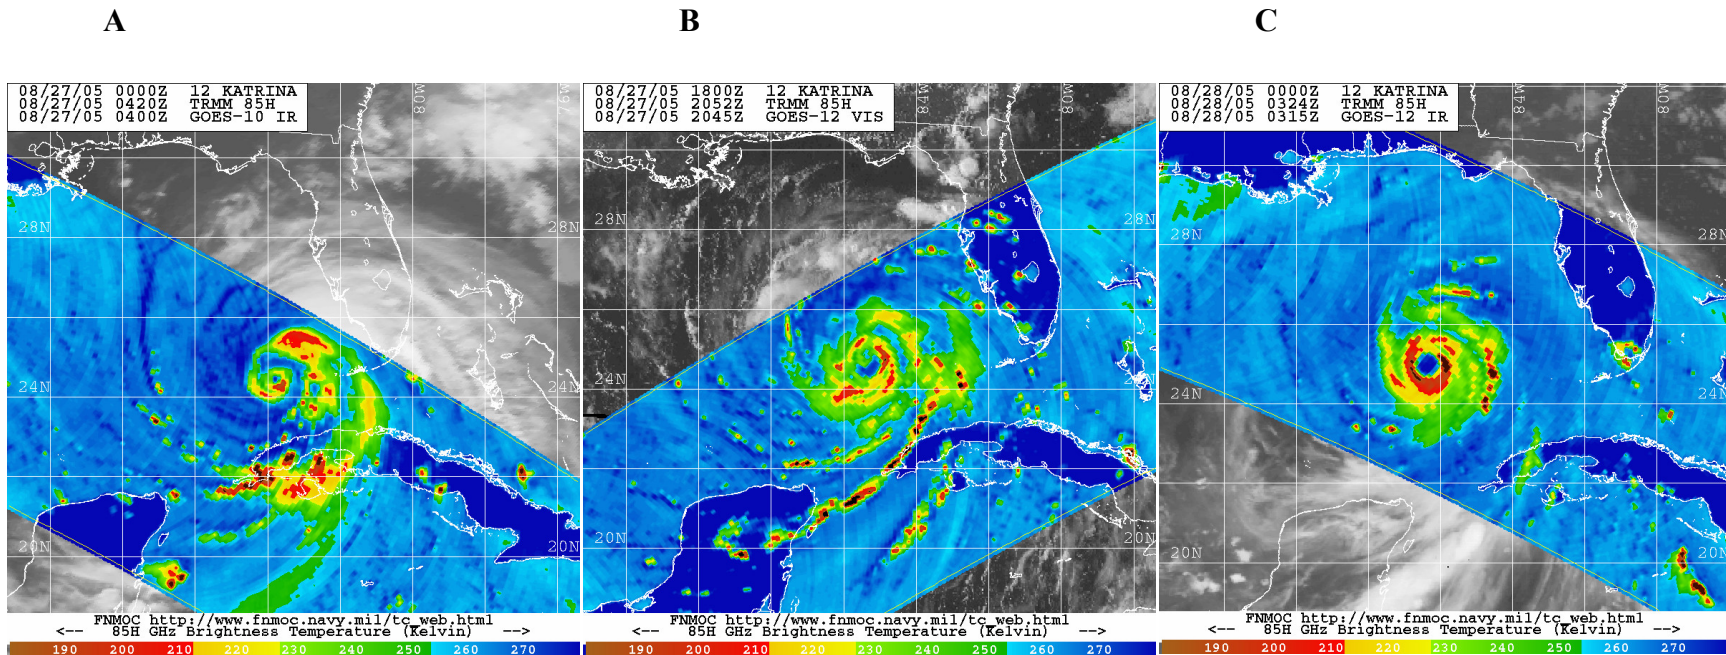 A
B
C
08/27/05 0000Z 12 KATRINA
08/27/05 0420Z TRMM 85H
08/27/05 0400Z GOES-10 IR
80W
76W
28N
28N
24N
24N
20N
20N
FNMOC http://www.fnmoc.navy.mil/tc_web.html
<-- 85H GHz Brightness Temperature (Kelvin) -->
190 200 210 220 230 240 250 260 270
08/27/05 1800Z 12 KATRINA
08/27/05 2052Z TRMM 85H
08/27/05 2045Z GOES-12 VIS
84W
80W
28N
28N
24N
24N
20N
20N
FNMOC http://www.fnmoc.navy.mil/tc_web.html
<-- 85H GHz Brightness Temperature (Kelvin) -->
190 200 210 220 230 240 250 260 270
08/28/05 0000Z 12 KATRINA
08/28/05 0324Z TRMM 85H
08/28/05 0315Z GOES-12 IR
84W
80W
28N
28N
24N
24N
20N
20N
FNMOC http://www.fnmoc.navy.mil/tc_web.html
<-- 85H GHz Brightness Temperature (Kelvin) -->
190 200 210 220 230 240 250 260 270